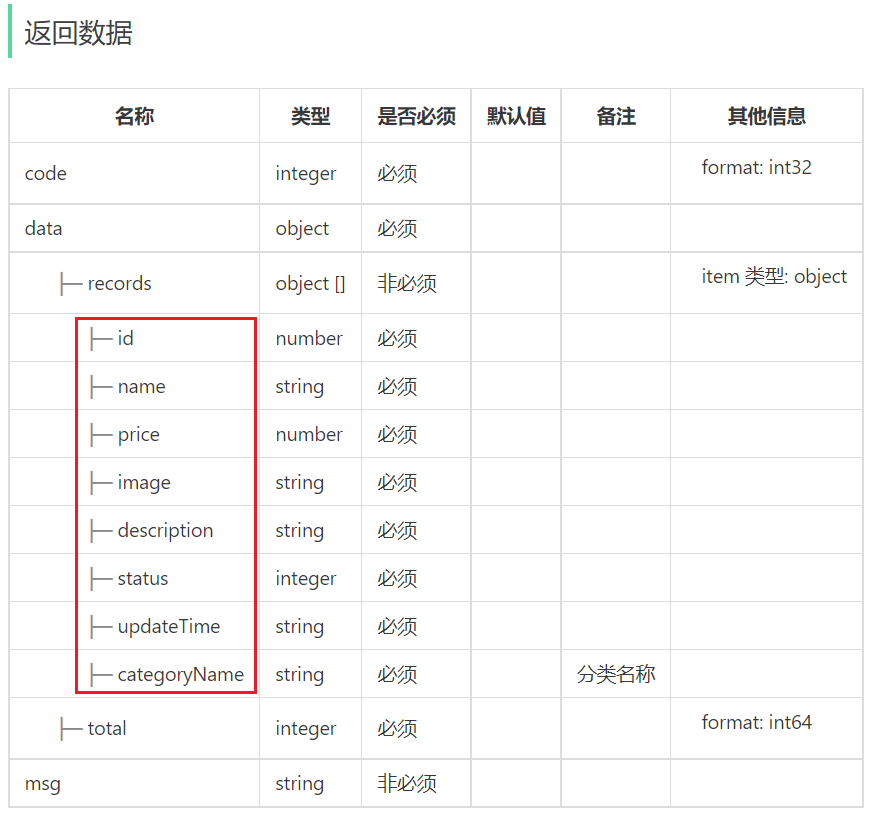 返回数据
名称 类型 是否必须 默认值 备注 其他信息
code integer 必须 format: int32
data object 必须
├─ records object [] 非必须 item 类型: object
├─ id number 必须
├─ name string 必须
├─ price number 必须
├─ image string 必须
├─ description string 必须
├─ status integer 必须
├─ updateTime string 必须
├─ categoryName string 必须 分类名称
├─ total integer 必须 format: int64
msg string 非必须